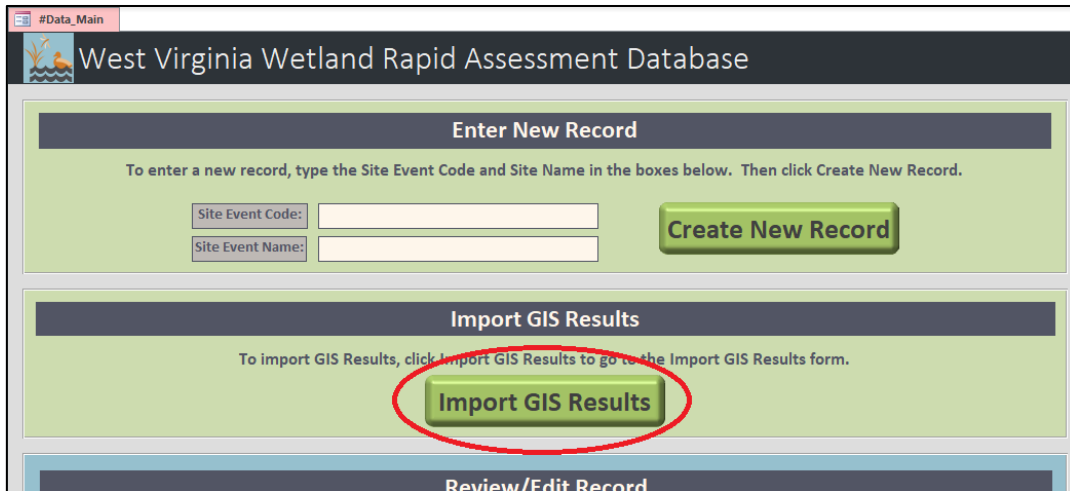 #Data_Main
West Virginia Wetland Rapid Assessment Database
Enter New Record
To enter a new record, type the Site Event Code and Site Name in the boxes below.  Then click Create New Record.
Site Event Code:
Create New Record
Site Event Name:
Import GIS Results
To import GIS Results, click Import GIS Results to go to the Import GIS Results form.
Import GIS Results
Review/Edit Record